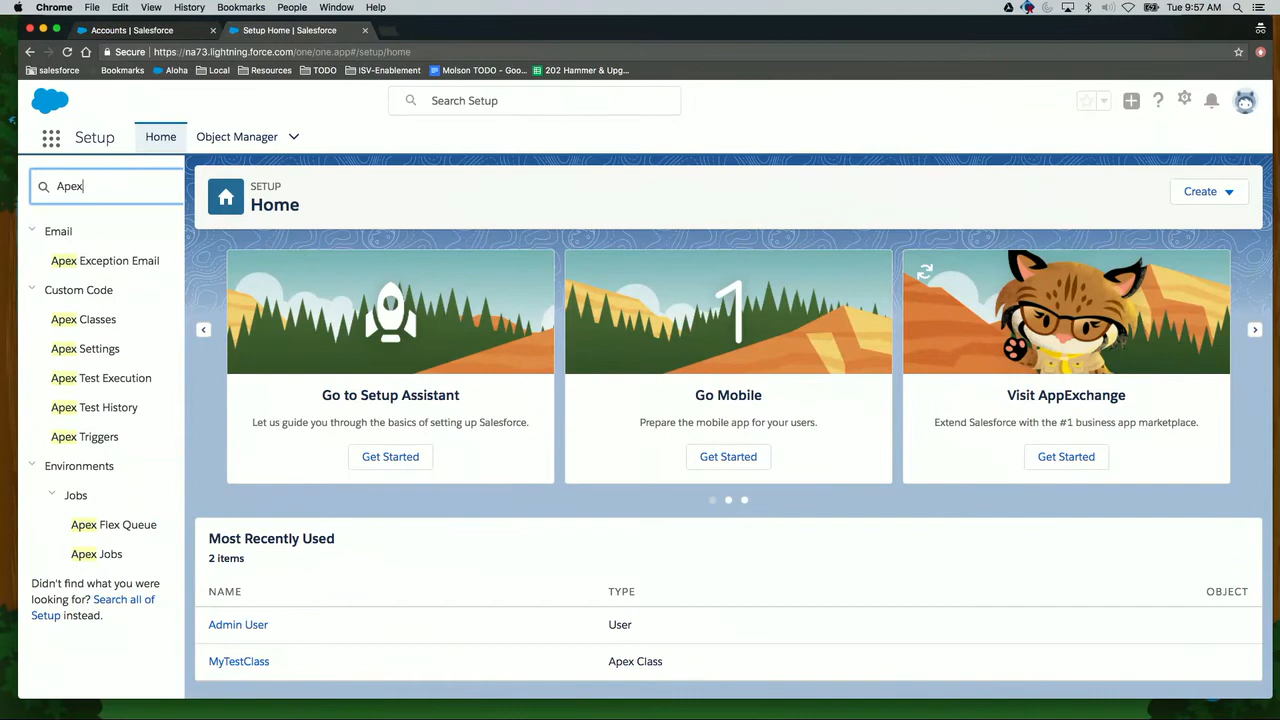 Chrome File Edit View History Bookmarks People Window Help Tue 9:57 AM
Accounts | Salesforce Setup Home | Salesforce
Secure https://na73.lightning.force.com/one/one.app#/setup/home
salesforce Bookmarks Aloha Local Resources TODO ISV-Enablement Molson TODO - Goo... 202 Hammer & Upg...
Search Setup
Setup Home Object Manager
Apex
Email
Apex Exception Email
Custom Code
Apex Classes
Apex Settings
Apex Test Execution
Apex Test History
Apex Triggers
Environments
Jobs
Apex Flex Queue
Apex Jobs
Didn't find what you were
looking for? Search all of
Setup instead.
SETUP
Home
Create
1
Go to Setup Assistant
Let us guide you through the basics of setting up Salesforce.
Get Started
Go Mobile
Prepare the mobile app for your users.
Get Started
Visit AppExchange
Extend Salesforce with the #1 business app marketplace.
Get Started
Most Recently Used
2 items
NAME TYPE OBJECT
Admin User User
MyTestClass Apex Class